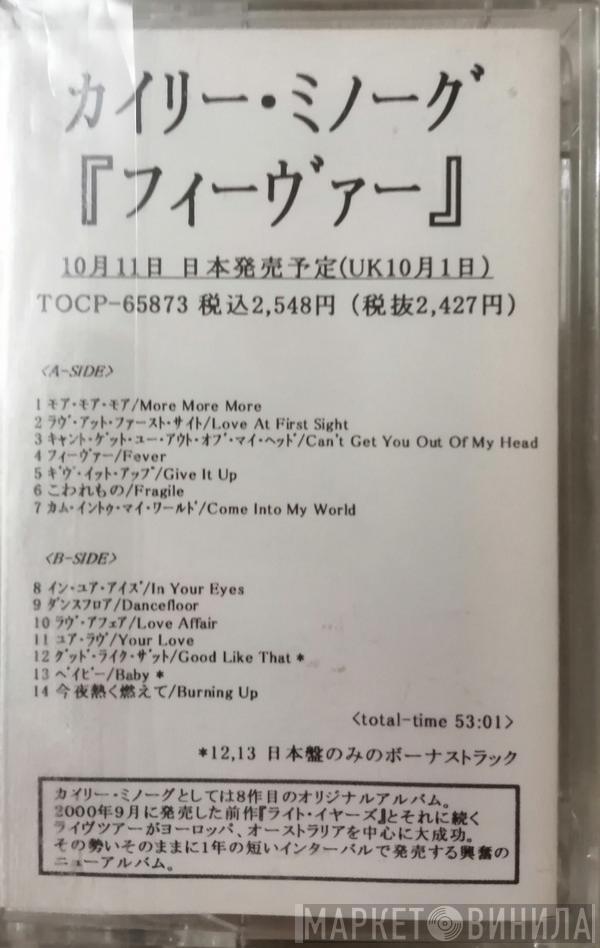 カイリー・ミノーグ
『フィーヴァー』
10月11日 日本発売予定(UK10月1日)
TOCP-65873 税込2,548円 (税抜2,427円)
<A-SIDE>
1 モア・モア・モア/More More More
2 ラヴ・アット・ファースト・サイト/Love At First Sight
3 キャント・ゲット・ユー・アウト・オブ・マイ・ヘッド/Can't Get You Out Of My Head
4 フィーヴァー/Fever
5 ギヴ・イット・アップ/Give It Up
6 こわれもの/Fragile
7 カム・イントゥ・マイ・ワールド/Come Into My World
<B-SIDE>
8 イン・ユア・アイズ/In Your Eyes
9 ダンスフロア/Dancefloor
10 ラヴ・アフェア/Love Affair
11 ユア・ラヴ/Your Love
12 グッド・ライク・ザット/Good Like That *
13 ベイビー/Baby *
14 今夜熱く燃えて/Burning Up
<total-time 53:01>
*12,13 日本盤のみのボーナストラック
カイリー・ミノーグとしては8作目のオリジナルアルバム。
2000年9月に発売した前作『ライト・イヤーズ』とそれに続く
ライヴツアーがヨーロッパ、オーストラリアを中心に大成功。
その勢いそのままに1年の短いインターバルで発売する興奮の
ニューアルバム。
МАРКЕТ ВИНИЛА